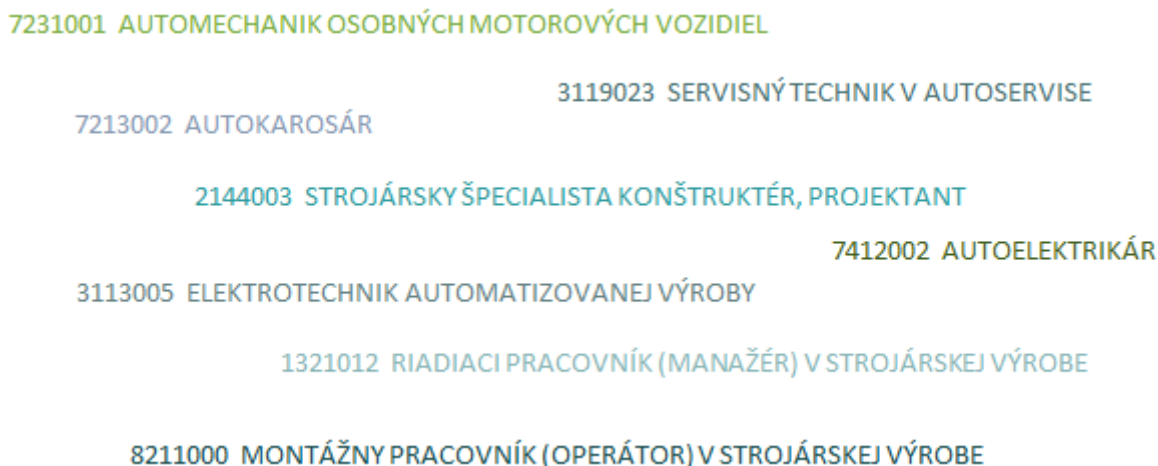 7231001 AUTOMECHANIK OSOBNÝCH MOTOROVÝCH VOZIDIEL
3119023 SERVISNÝ TECHNIK V AUTOSERVISE
7213002 AUTOKAROSÁR
2144003 STROJÁRSKY ŠPECIALISTA KONŠTRUKTÉR, PROJEKTANT
7412002 AUTOELEKTRIKÁR
3113005 ELEKTROTECHNIK AUTOMATIZOVANEJ VÝROBY
1321012 RIADIACI PRACOVNÍK (MANAŽÉR) V STROJÁRSKEJ VÝROBE
8211000 MONTÁŽNY PRACOVNÍK (OPERÁTOR) V STROJÁRSKEJ VÝROBE